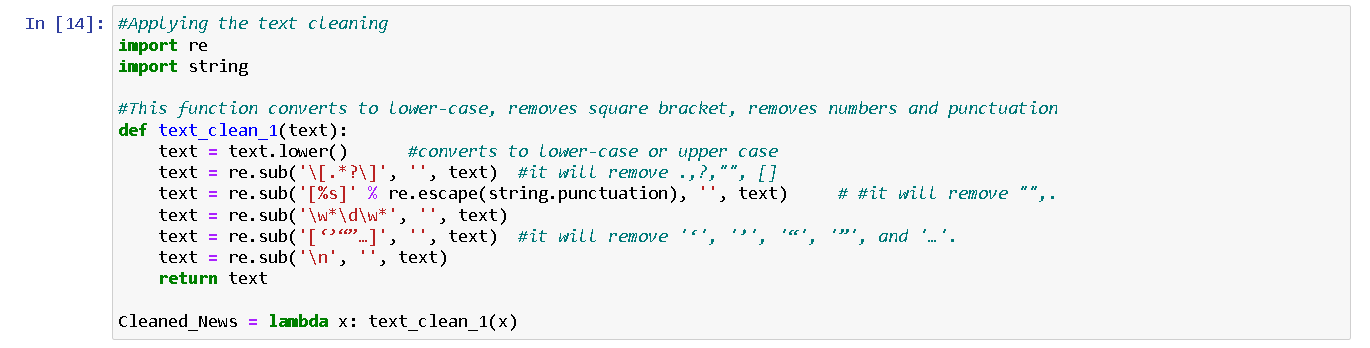 In [14]: #Applying the text cleaning
import re
import string

#This function converts to lower-case, removes square bracket, removes numbers and punctuation
def text_clean_1(text):
    text = text.lower()      #converts to lower-case or upper case
    text = re.sub('\[.*?\]', '', text)  #it will remove .,?,"", []
    text = re.sub('[%s]' % re.escape(string.punctuation), '', text)     # #it will remove "",.
    text = re.sub('\w*\d\w*', '', text)
    text = re.sub('[‘’“”…]', '', text)  #it will remove '‘', '’', '“', '”', and '…'.
    text = re.sub('\n', '', text)
    return text

Cleaned_News = lambda x: text_clean_1(x)